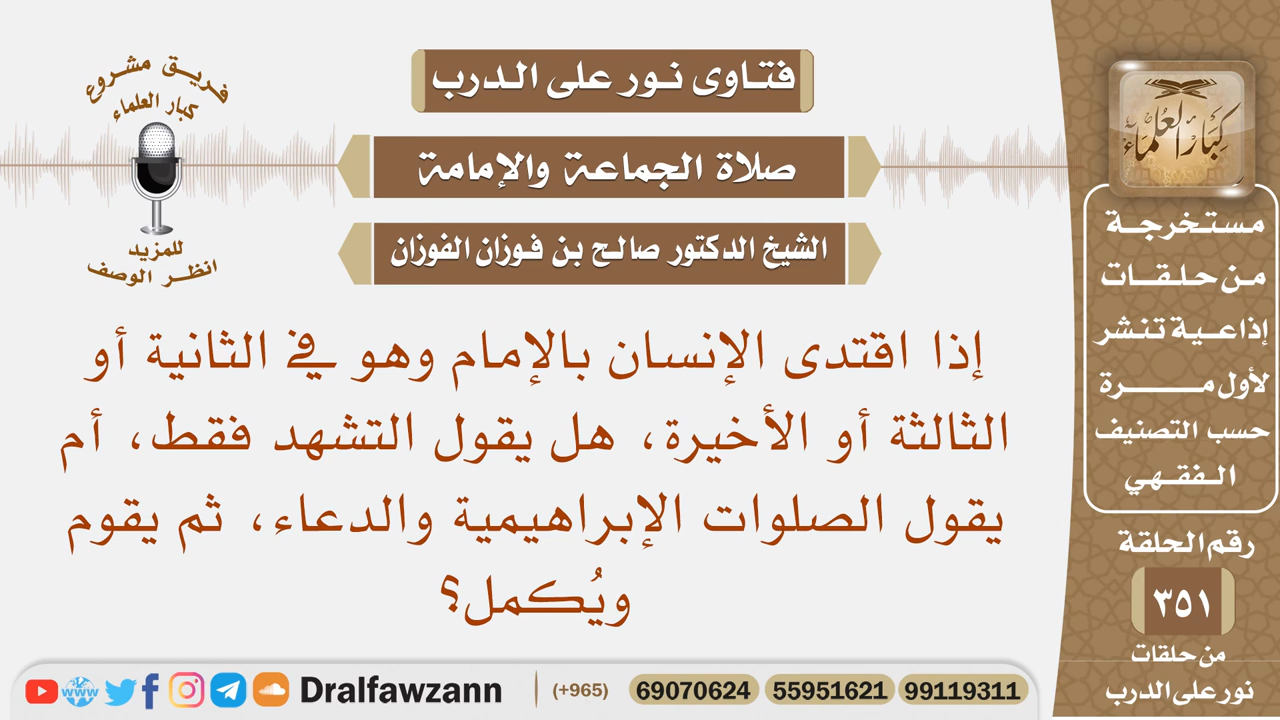 فتاوى نور على الدرب
صلاة الجماعة والإمامة
الشيخ الدكتور صالح بن فوزان الفوزان
فريق مشروع
كبار العلماء
للمزيد
انظر الوصف
إذا اقتدى الإنسان بالإمام وهو في الثانية أو
الثالثة أو الأخيرة، هل يقول التشهد فقط، أم
يقول الصلوات الإبراهيمية والدعاء، ثم يقوم
ويُكمل؟
كبار العلماء
مستخرجة
من حلقات
إذاعية تنشر
لأول مرة
حسب التصنيف
الفقهي
رقم الحلقة
٣٥١
من حلقات
نور على الدرب
www
Dralfawzann
(+965)
69070624
55951621
99119311